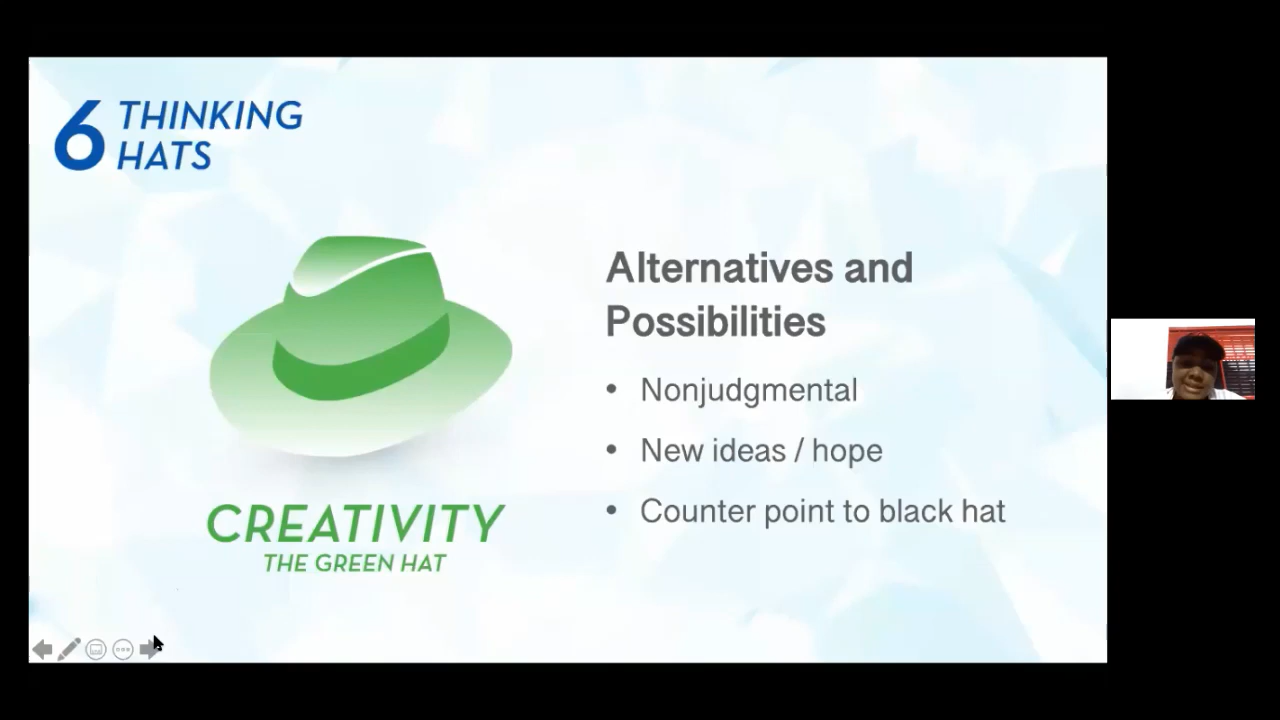 6 THINKING
HATS
Alternatives and
Possibilities
• Nonjudgmental
• New ideas / hope
• Counter point to black hat
CREATIVITY
THE GREEN HAT